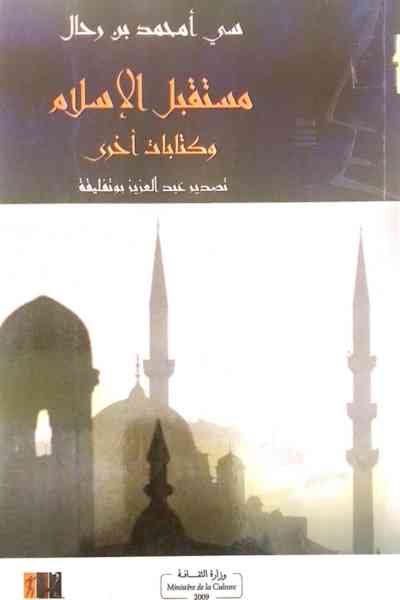 سي أمحمد بن رحال
مستقبل الإسلام
وكتابات أخرى
تصدير عبد العزيز بوتفليقة
وزارة الثقافة
Ministère de la Culture
2009